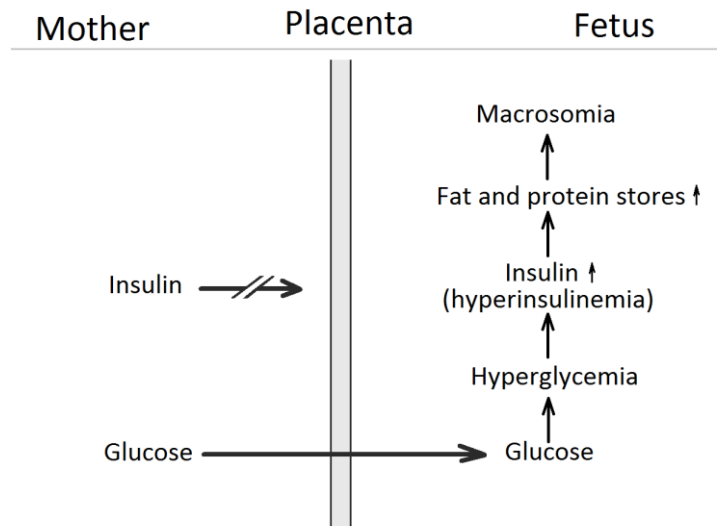 Mother Placenta Fetus
Macrosomia
Fat and protein stores
Insulin Insulin
(hyperinsulinemia)
Hyperglycemia
Glucose Glucose